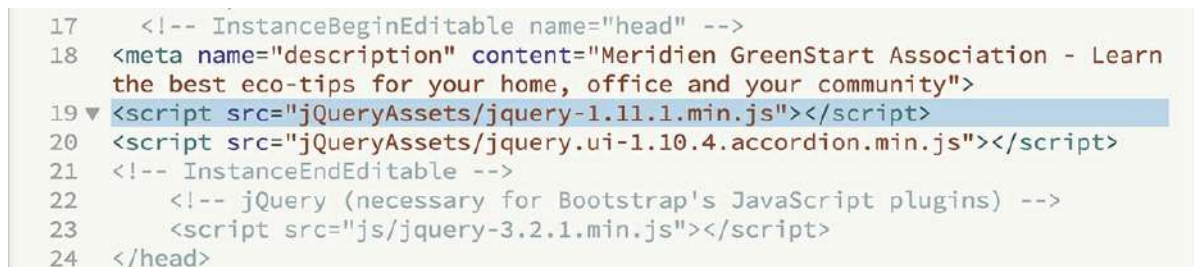 17 <!-- InstanceBeginEditable name="head" -->
18 <meta name="description" content="Meridien GreenStart Association - Learn
the best eco-tips for your home, office and your community">
19 ▼ <script src="jQueryAssets/jquery-1.11.1.min.js"></script>
20 <script src="jQueryAssets/jquery.ui-1.10.4.accordion.min.js"></script>
21 <!-- InstanceEndEditable -->
22 <!-- jQuery (necessary for Bootstrap's JavaScript plugins) -->
23 <script src="js/jquery-3.2.1.min.js"></script>
24 </head>